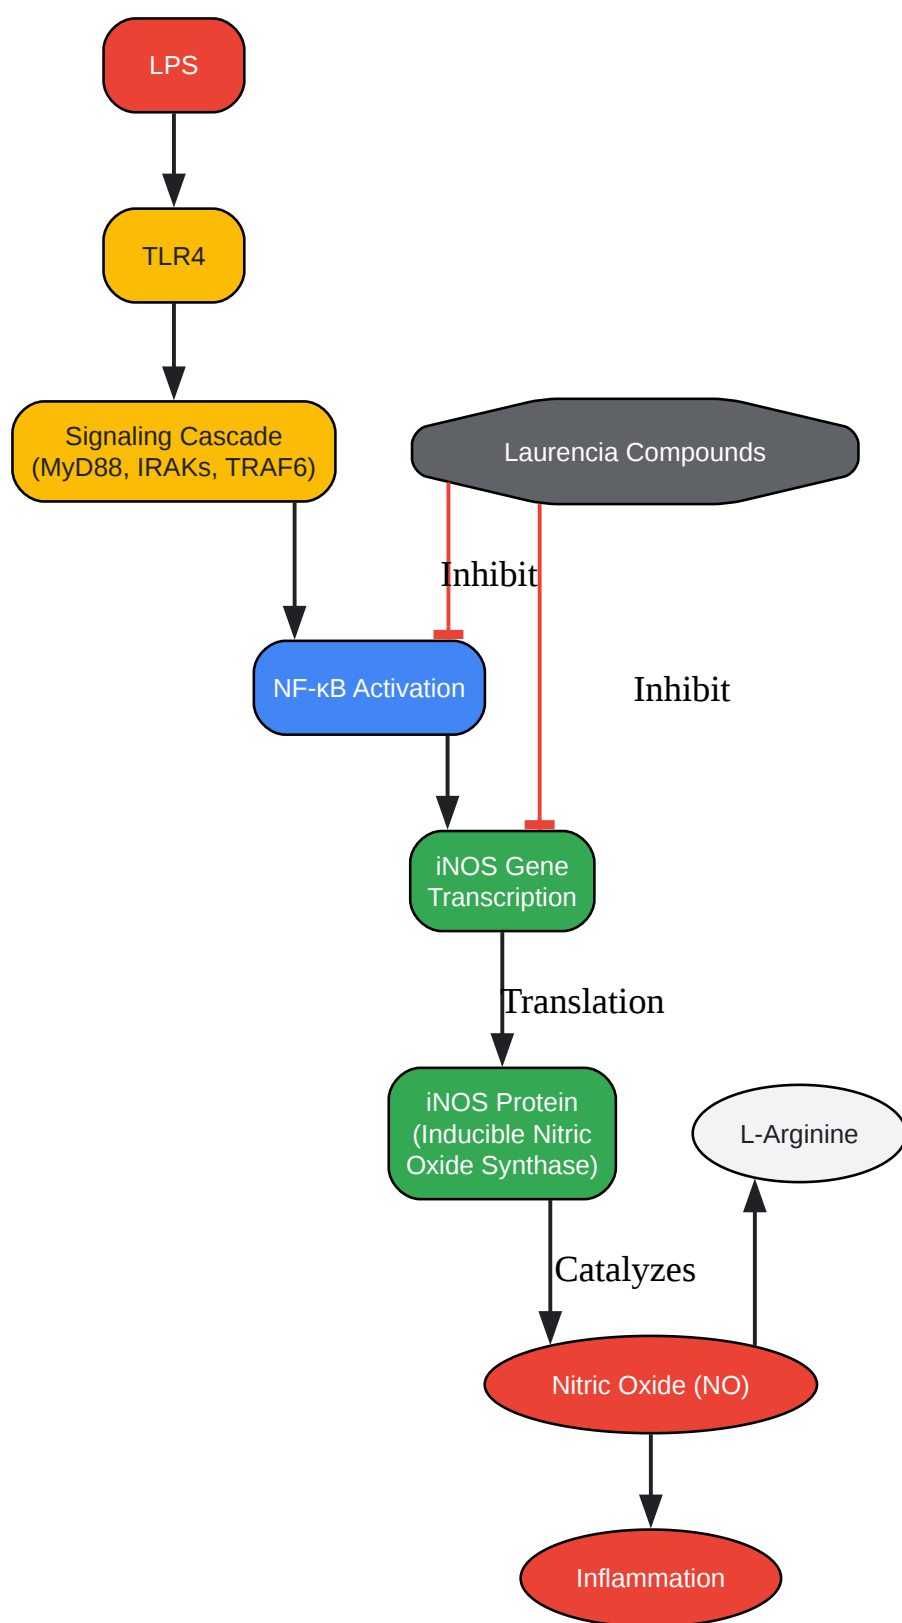 LPS
TLR4
Signaling Cascade
(MyD88, IRAKs, TRAF6)
Laurencia Compounds
Inhibit
NF-κB Activation
Inhibit
iNOS Gene
Transcription
Translation
iNOS Protein
(Inducible Nitric
Oxide Synthase)
L-Arginine
Catalyzes
Nitric Oxide (NO)
Inflammation